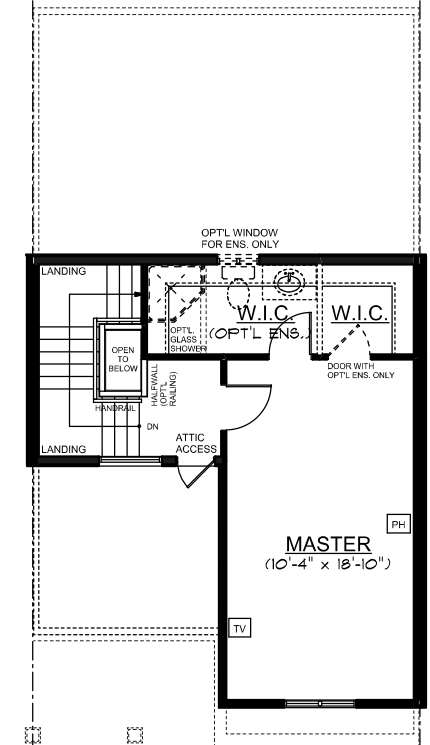 OPT'L WINDOW
FOR ENS. ONLY
LANDING
W.I.C.
(OPT'L ENS.)
W.I.C.
OPT'L.
GLASS
SHOWER
OPEN
TO
BELOW
DOOR WITH
OPT'L ENS. ONLY
HALFWALL
(OPT'L
RAILING)
HANDRAIL
DN
ATTIC
ACCESS
LANDING
PH
MASTER
(10'-4" x 18'-10")
TV